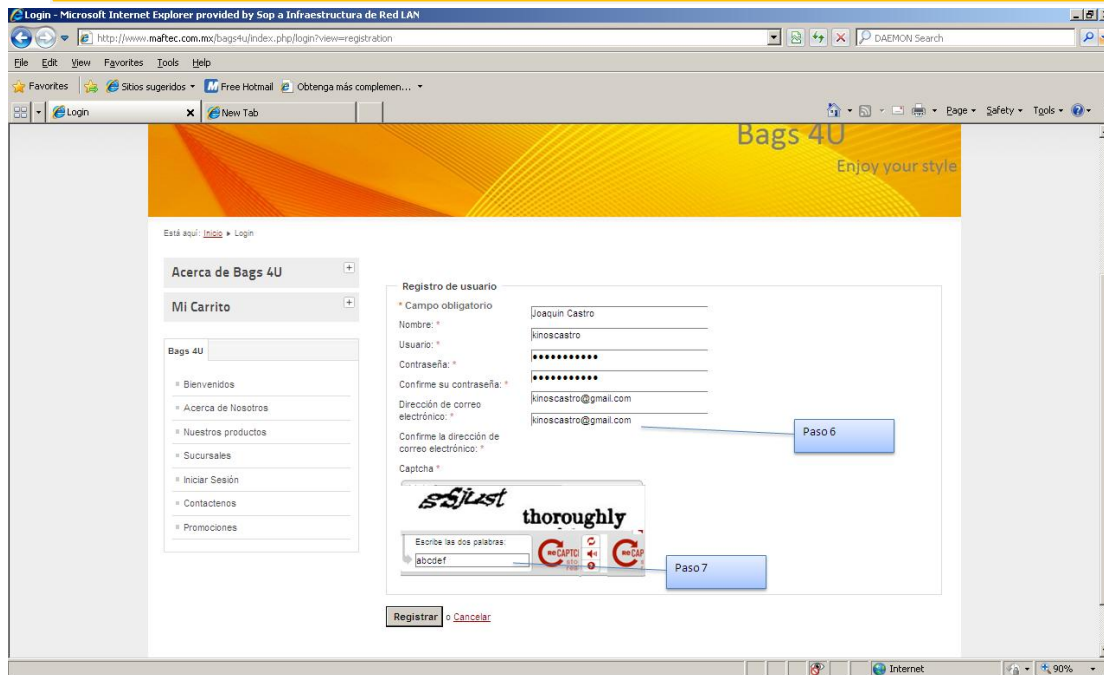 Login - Microsoft Internet Explorer provided by Sop a Infraestructura de Red LAN
http://www.maftec.com.mx/bags4u/index.php/login?view=registration
DAEMON Search
File Edit View Favorites Tools Help
Favorites Sitios sugeridos Free Hotmail Obtenga más complemen...
Login New Tab
Page Safety Tools
Bags 4U
Enjoy your style
Está aquí: Inicio Login
Acerca de Bags 4U
Mi Carrito
Bags 4U
Bienvenidos
Acerca de Nosotros
Nuestros productos
Sucursales
Iniciar Sesión
Contactenos
Promociones
Registro de usuario
* Campo obligatorio
Nombre: *
Joaquin Castro
Usuario: *
kinoscastro
Contraseña: *
•••••••••••
Confirme su contraseña: *
•••••••••••
Dirección de correo
electrónico: *
kinoscastro@gmail.com
Confirme la dirección de
correo electrónico: *
kinoscastro@gmail.com
Paso 6
Captcha *
thoroughly
Escribe las dos palabras:
abcdef
Paso 7
Registrar o Cancelar
Internet
90%